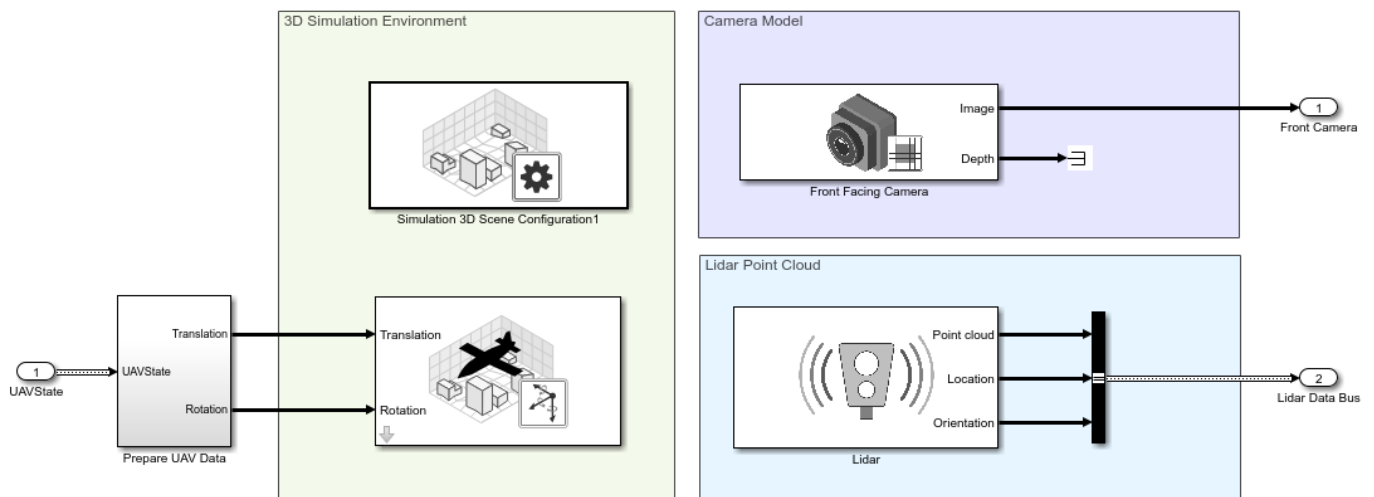 3D Simulation Environment
Simulation 3D Scene Configuration1
1
UAVState
UAVState
Translation
Rotation
Prepare UAV Data
Translation
Rotation
Camera Model
Image
Depth
Front Facing Camera
1
Front Camera
Lidar Point Cloud
Point cloud
Location
Orientation
Lidar
2
Lidar Data Bus